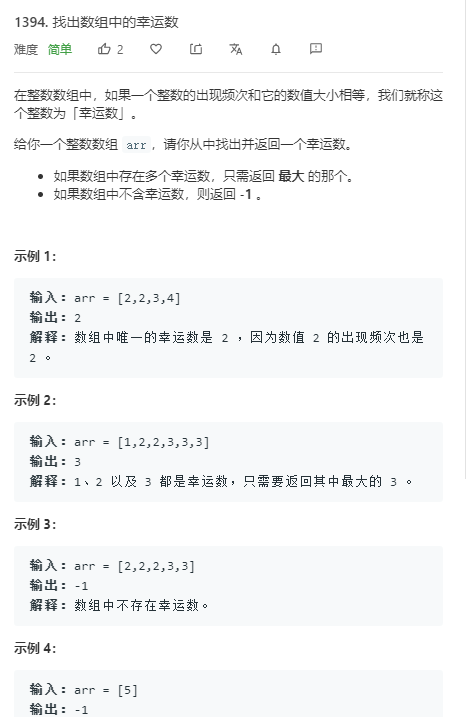 1394. 找出数组中的幸运数
难度 简单 2
在整数数组中，如果一个整数的出现频次和它的数值大小相等，我们就称这
个整数为「幸运数」。
给你一个整数数组 arr，请你从中找出并返回一个幸运数。
• 如果数组中存在多个幸运数，只需返回 最大 的那个。
• 如果数组中不含幸运数，则返回 -1 。
示例 1：
输入：arr = [2,2,3,4]
输出：2
解释：数组中唯一的幸运数是 2 ，因为数值 2 的出现频次也是
2 。
示例 2：
输入：arr = [1,2,2,3,3,3]
输出：3
解释：1、2 以及 3 都是幸运数，只需要返回其中最大的 3 。
示例 3：
输入：arr = [2,2,2,3,3]
输出：-1
解释：数组中不存在幸运数。
示例 4：
输入：arr = [5]
输出：-1